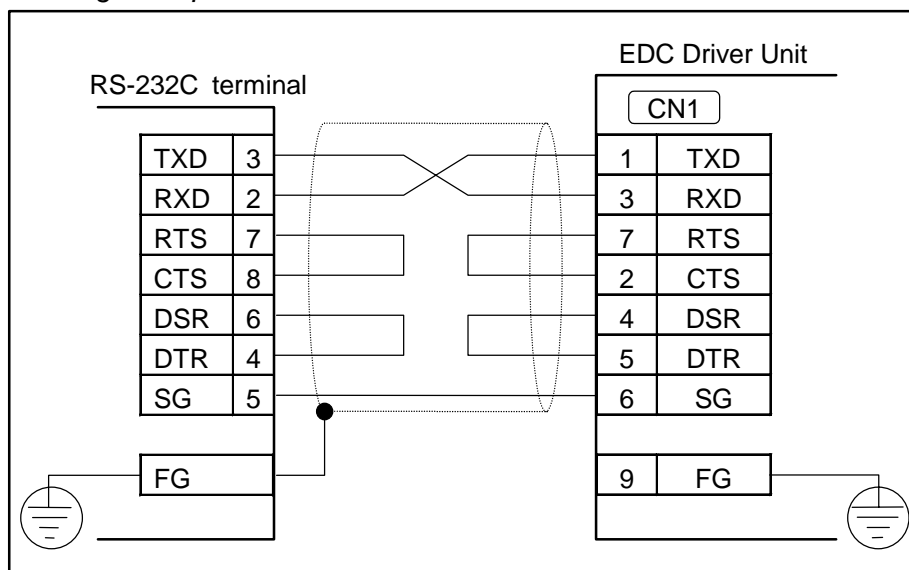 EDC Driver Unit
RS-232C terminal
CN1
TXD 3 1 TXD
RXD 2 3 RXD
RTS 7 7 RTS
CTS 8 2 CTS
DSR 6 4 DSR
DTR 4 5 DTR
SG 5 6 SG
FG 9 FG